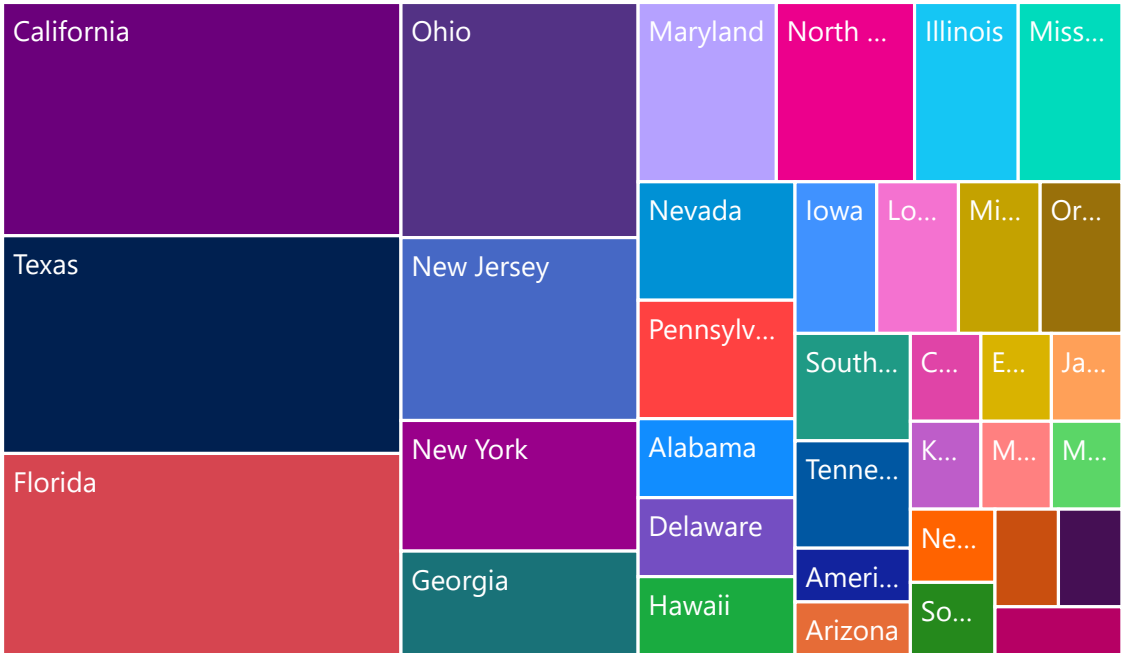 California
Texas
Florida
Ohio
New Jersey
New York
Georgia
Maryland
North ...
Illinois
Miss...
Nevada
Pennsylv...
Alabama
Delaware
Hawaii
Iowa
Lo...
Mi...
Or...
South...
Tenne...
Ameri...
Arizona
C...
E...
Ja...
K...
M...
M...
Ne...
So...